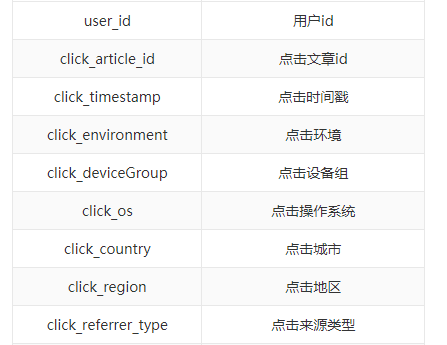 user_id 用户id
click_article_id 点击文章id
click_timestamp 点击时间戳
click_environment 点击环境
click_deviceGroup 点击设备组
click_os 点击操作系统
click_country 点击城市
click_region 点击地区
click_referrer_type 点击来源类型